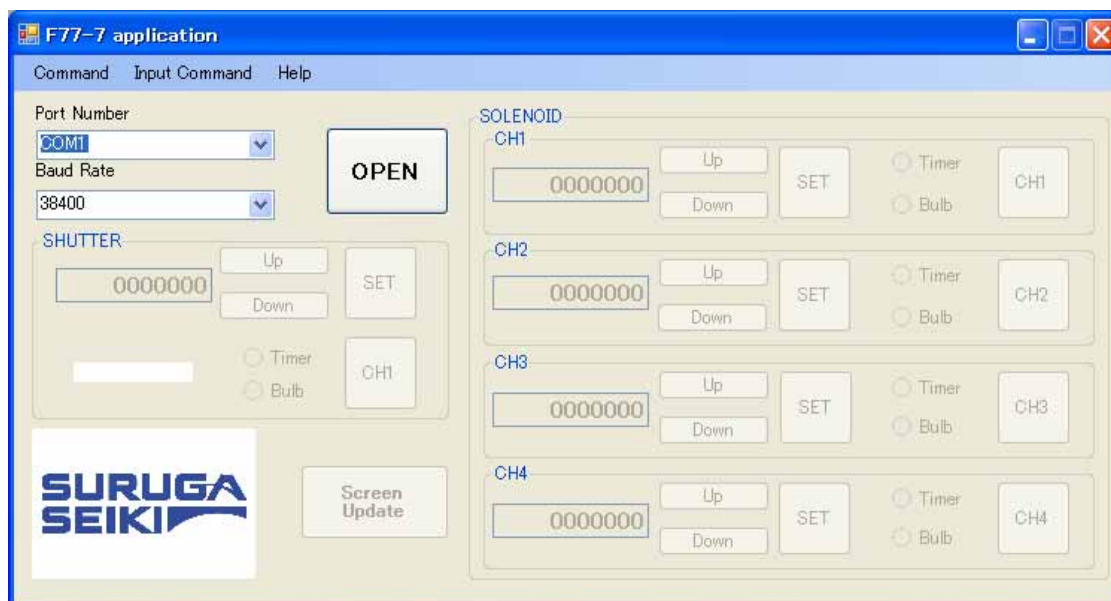 F77-7 application
Command Input Command Help
Port Number
COM1
Baud Rate
38400
OPEN
SHUTTER
0000000
Up
Down
SET
Timer
Bulb
CH1
SURUGA
SEIKI
Screen
Update
SOLENOID
CH1
0000000
Up
Down
SET
Timer
Bulb
CH1
CH2
0000000
Up
Down
SET
Timer
Bulb
CH2
CH3
0000000
Up
Down
SET
Timer
Bulb
CH3
CH4
0000000
Up
Down
SET
Timer
Bulb
CH4